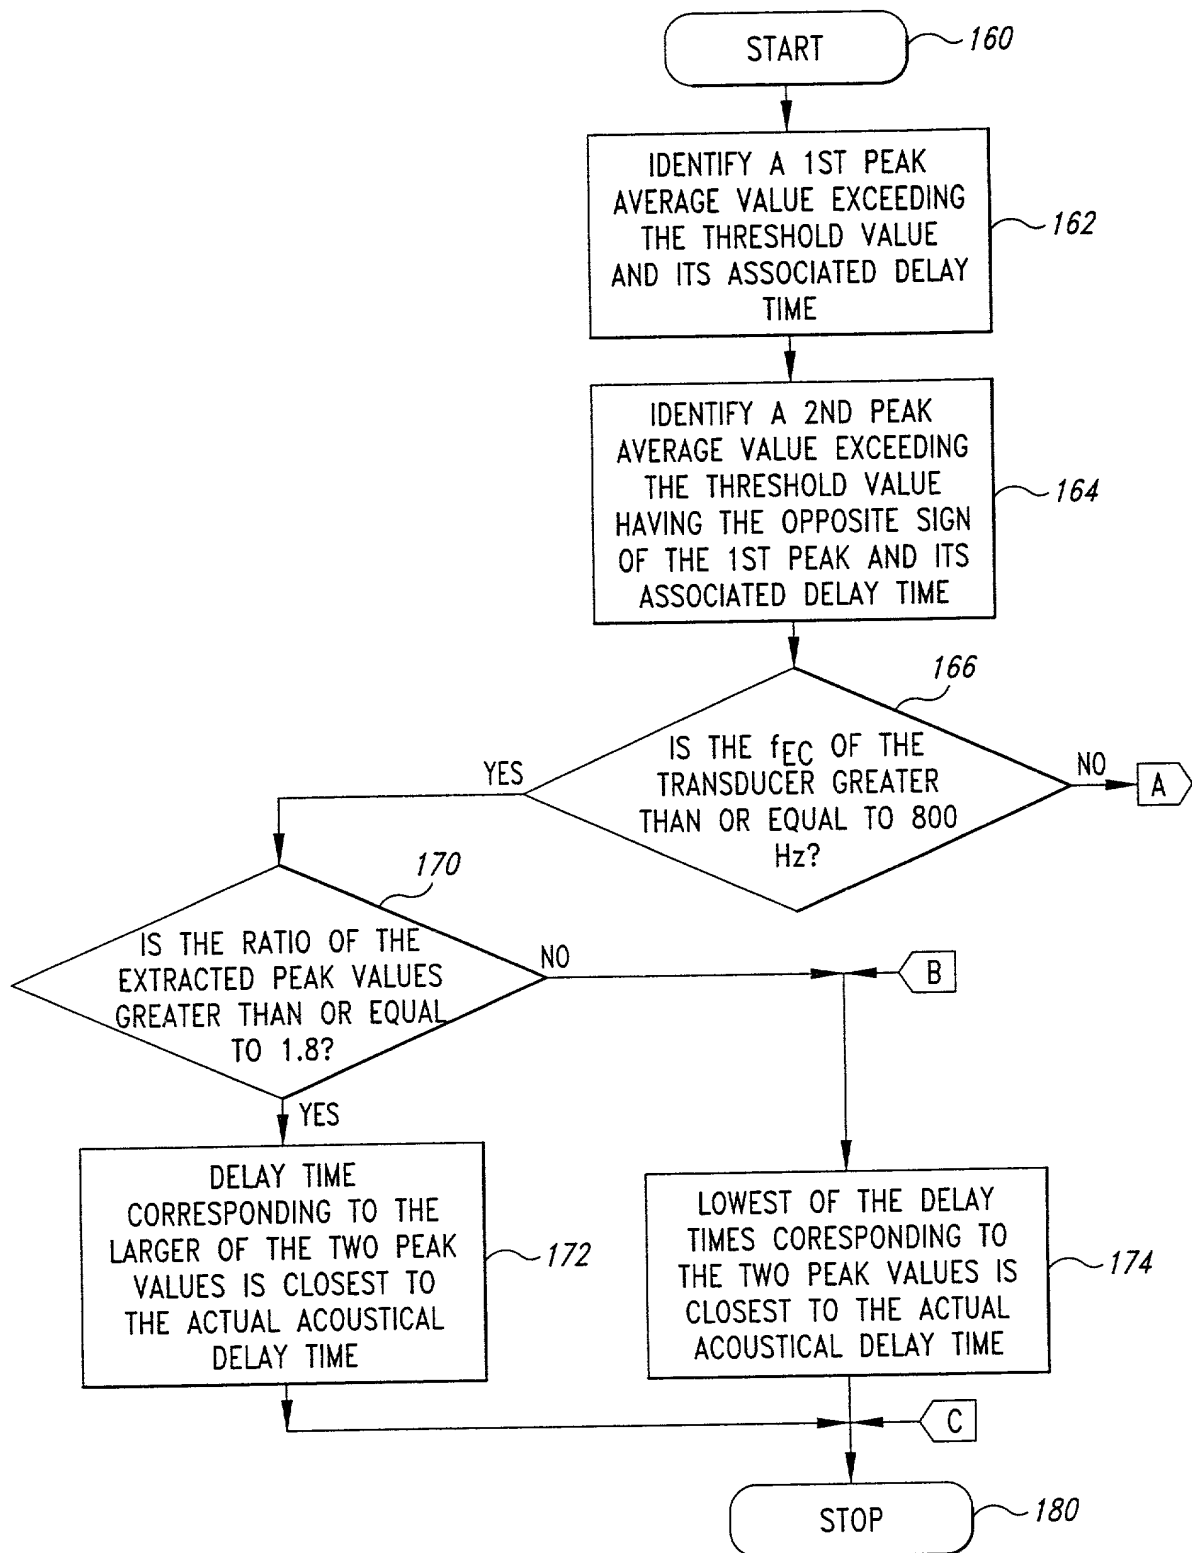 START
160
IDENTIFY A 1ST PEAK
AVERAGE VALUE EXCEEDING
THE THRESHOLD VALUE
AND ITS ASSOCIATED DELAY
TIME
162
IDENTIFY A 2ND PEAK
AVERAGE VALUE EXCEEDING
THE THRESHOLD VALUE
HAVING THE OPPOSITE SIGN
OF THE 1ST PEAK AND ITS
ASSOCIATED DELAY TIME
164
166
IS THE fEC OF THE
TRANSDUCER GREATER
THAN OR EQUAL TO 800
Hz?
YES
NO
A
170
IS THE RATIO OF THE
EXTRACTED PEAK VALUES
GREATER THAN OR EQUAL
TO 1.8?
NO
B
YES
DELAY TIME
CORRESPONDING TO THE
LARGER OF THE TWO PEAK
VALUES IS CLOSEST TO
THE ACTUAL ACOUSTICAL
DELAY TIME
172
LOWEST OF THE DELAY
TIMES CORESPONDING TO
THE TWO PEAK VALUES IS
CLOSEST TO THE ACTUAL
ACOUSTICAL DELAY TIME
174
C
STOP
180